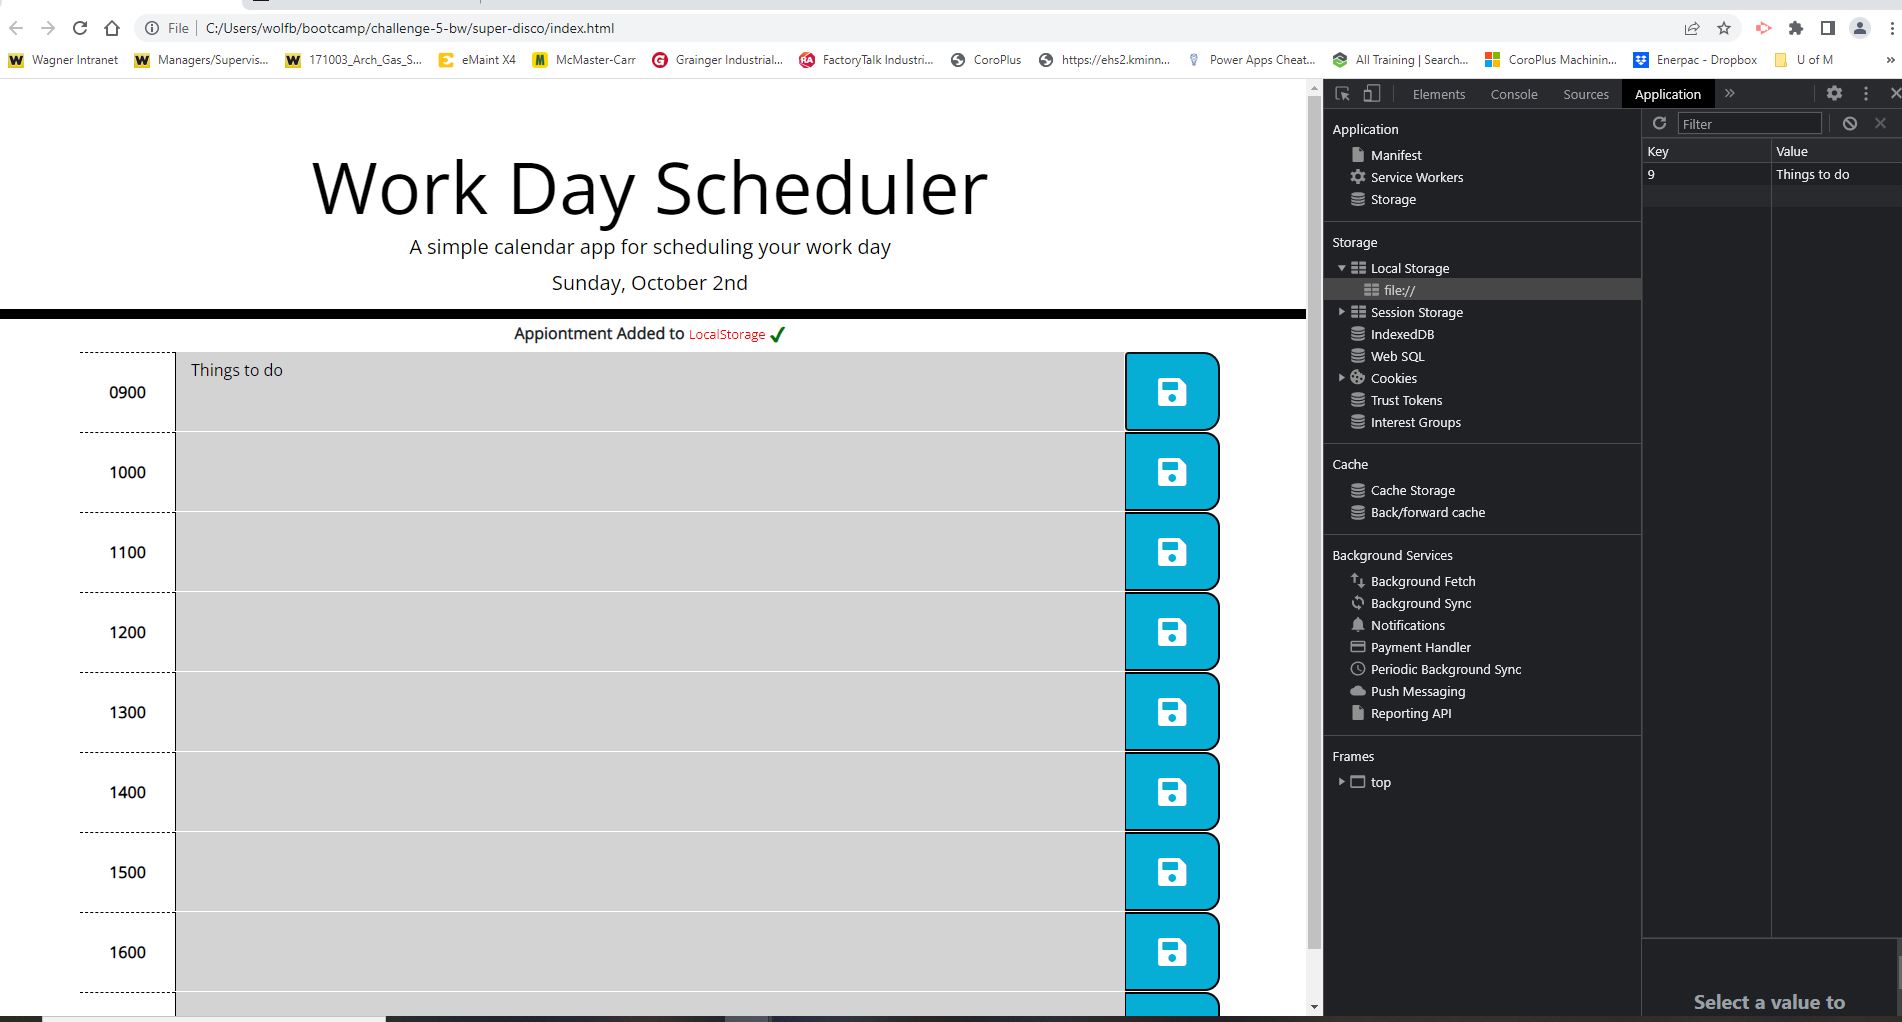 File C:/Users/wolfb/bootcamp/challenge-5-bw/super-disco/index.html
Wagner Intranet Managers/Supervis... 171003_Arch_Gas_S... eMaint X4 McMaster-Carr Grainger Industrial... FactoryTalk Industri... CoroPlus https://ehs2.kminn... Power Apps Cheat... All Training | Search... CoroPlus Machinin... Enerpac - Dropbox U of M »
Work Day Scheduler
A simple calendar app for scheduling your work day
Sunday, October 2nd
Appiontment Added to LocalStorage ✔
0900 Things to do
1000
1100
1200
1300
1400
1500
1600
Elements Console Sources Application »
Application
Manifest
Service Workers
Storage
Storage
Local Storage
file://
Session Storage
IndexedDB
Web SQL
Cookies
Trust Tokens
Interest Groups
Cache
Cache Storage
Back/forward cache
Background Services
Background Fetch
Background Sync
Notifications
Payment Handler
Periodic Background Sync
Push Messaging
Reporting API
Frames
top
Filter
Key Value
9 Things to do
Select a value to